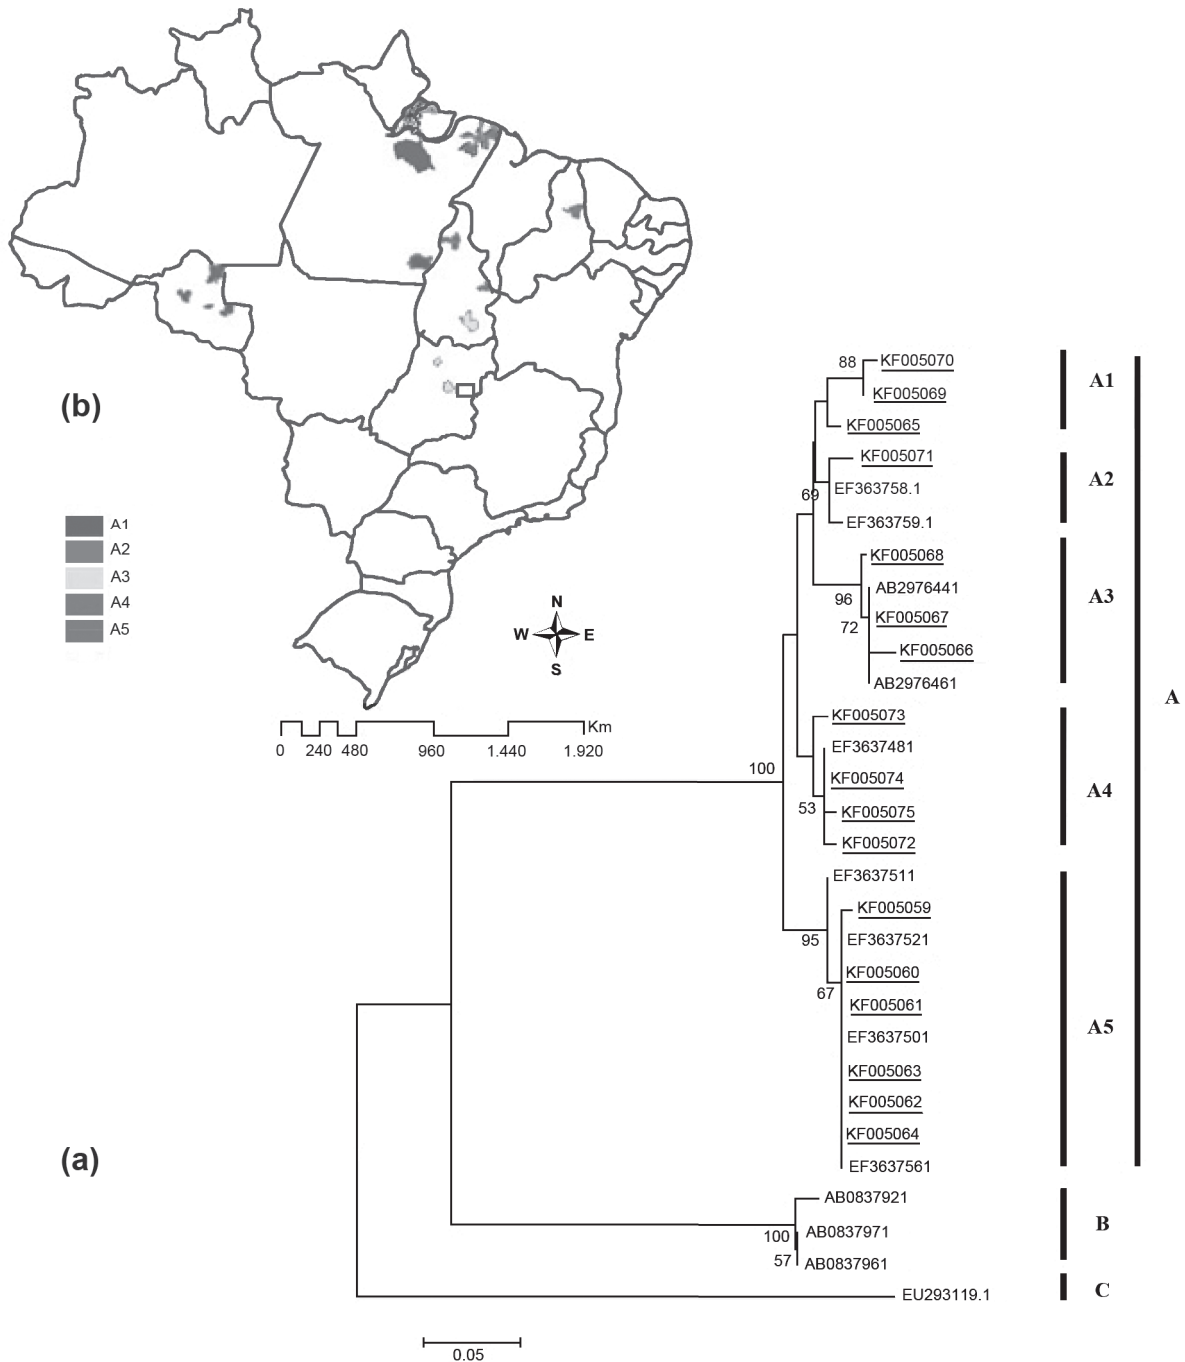 (b)
A1
A2
A3
A4
A5
N
W E
S
Km
0 240 480 960 1.440 1.920
88
KF005070
KF005069
KF005065
A1
KF005071
69
EF363758.1
EF363759.1
A2
KF005068
96
AB2976441
72
KF005067
KF005066
AB2976461
A3
A
KF005073
EF3637481
KF005074
53
KF005075
KF005072
A4
100
EF3637511
KF005059
95
EF3637521
KF005060
67
KF005061
EF3637501
KF005063
KF005062
KF005064
EF3637561
A5
(a)
AB0837921
100
AB0837971
57
AB0837961
B
EU293119.1
C
0.05